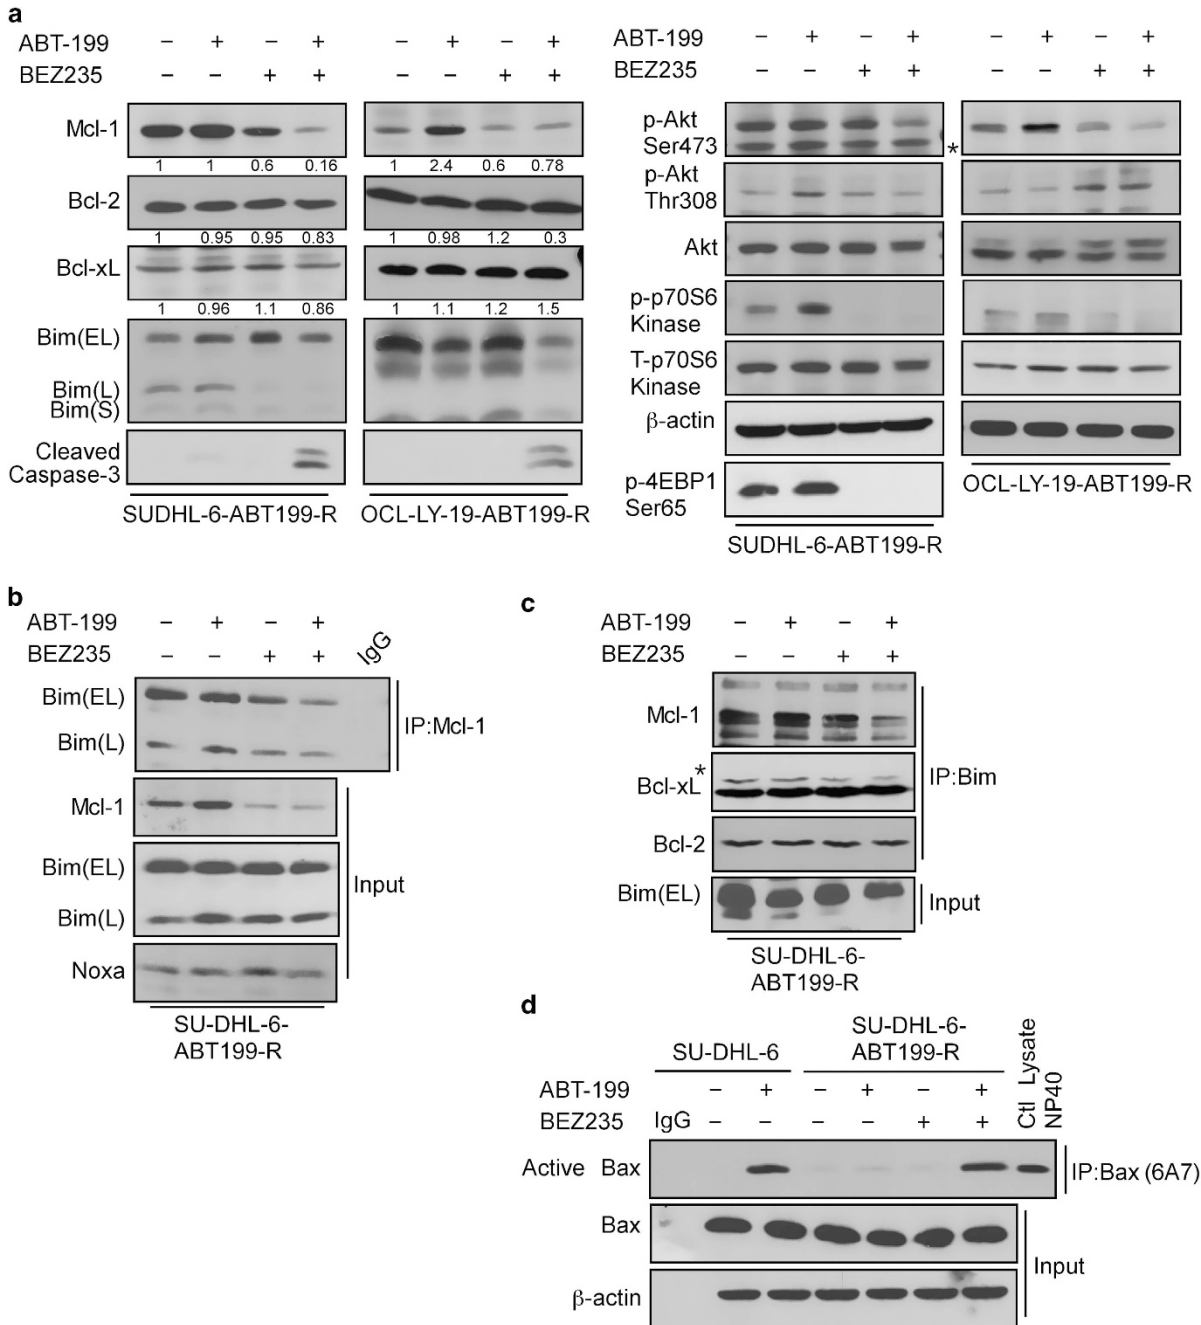 a
ABT-199 – + – +   – + – +
BEZ235 – – + +   – – + +
Mcl-1
1 1 0.6 0.16   1 2.4 0.6 0.78
Bcl-2
1 0.95 0.95 0.83   1 0.98 1.2 0.3
Bcl-xL
1 0.96 1.1 0.86   1 1.1 1.2 1.5
Bim(EL)
Bim(L)
Bim(S)
Cleaved
Caspase-3
SUDHL-6-ABT199-R   OCL-LY-19-ABT199-R
ABT-199 – + – +   – + – +
BEZ235 – – + +   – – + +
p-Akt
Ser473 *
p-Akt
Thr308
Akt
p-p70S6
Kinase
T-p70S6
Kinase
β-actin
p-4EBP1
Ser65
OCL-LY-19-ABT199-R
SUDHL-6-ABT199-R
b
ABT-199 – + – +
BEZ235 – – + + IgG
Bim(EL)
IP:Mcl-1
Bim(L)
Mcl-1
Bim(EL)
Input
Bim(L)
Noxa
SU-DHL-6-
ABT199-R
c
ABT-199 – + – +
BEZ235 – – + +
Mcl-1
*
Bcl-xL
IP:Bim
Bcl-2
Bim(EL)
Input
SU-DHL-6-
ABT199-R
d
SU-DHL-6   SU-DHL-6-
ABT199-R
Ctl Lysate
NP40
ABT-199 – + – + – +
BEZ235 IgG – – – – + +
Active Bax
IP:Bax (6A7)
Bax
Input
β-actin